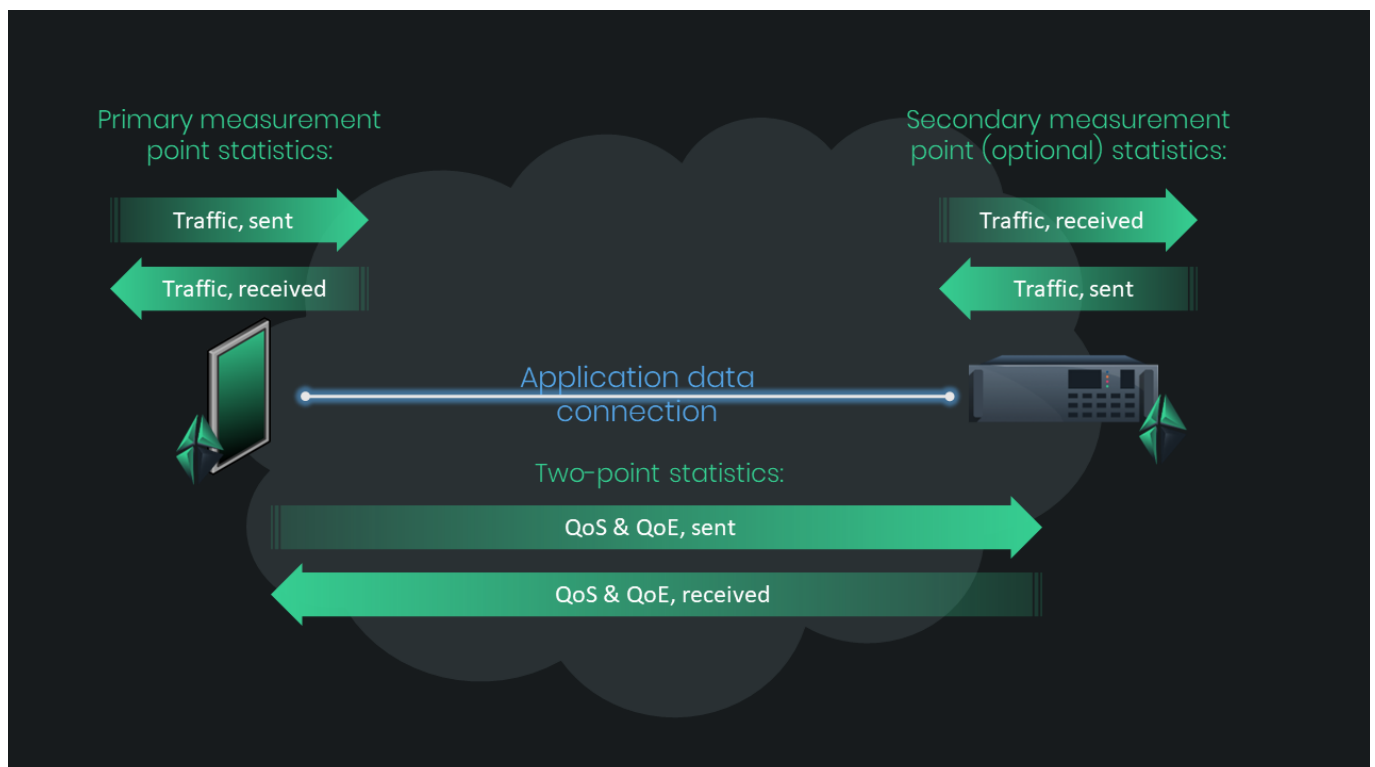 Primary measurement
point statistics:
Secondary measurement
point (optional) statistics:
Traffic, sent
Traffic, received
Traffic, received
Traffic, sent
Application data
connection
Two-point statistics:
QoS & QoE, sent
QoS & QoE, received